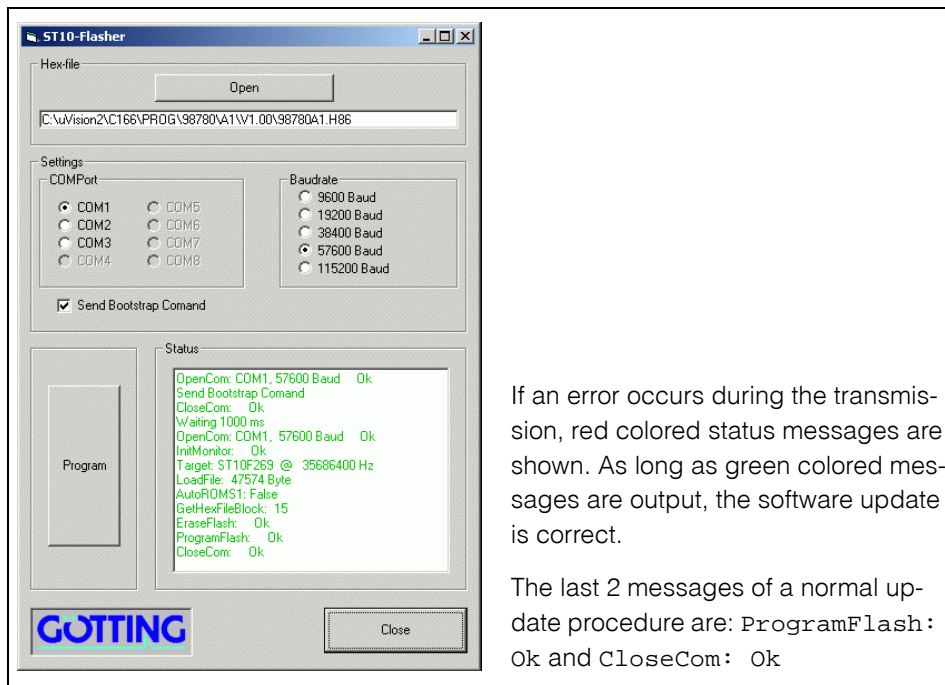 ST10-Flasher
Hex-file
Open
C:\uVision2\C166\PROG\98780\A1\V1.00\98780A1.H86
Settings
COMPort
COM1
COM2
COM3
COM4
COM5
COM6
COM7
COM8
Baudrate
9600 Baud
19200 Baud
38400 Baud
57600 Baud
115200 Baud
Send Bootstrap Comand
Program
Status
OpenCom: COM1, 57600 Baud Ok
Send Bootstrap Comand
CloseCom: Ok
Waiting 1000 ms
OpenCom: COM1, 57600 Baud Ok
InitMonitor: Ok
Target: ST10F269 @ 35686400 Hz
LoadFile: 47574 Byte
AutoROMS1: False
GetHexFileBlock: 15
EraseFlash: Ok
ProgramFlash: Ok
CloseCom: Ok
GÖTTING
Close
If an error occurs during the transmis-
sion, red colored status messages are
shown. As long as green colored mes-
sages are output, the software update
is correct.
The last 2 messages of a normal up-
date procedure are: ProgramFlash:
Ok and CloseCom: Ok